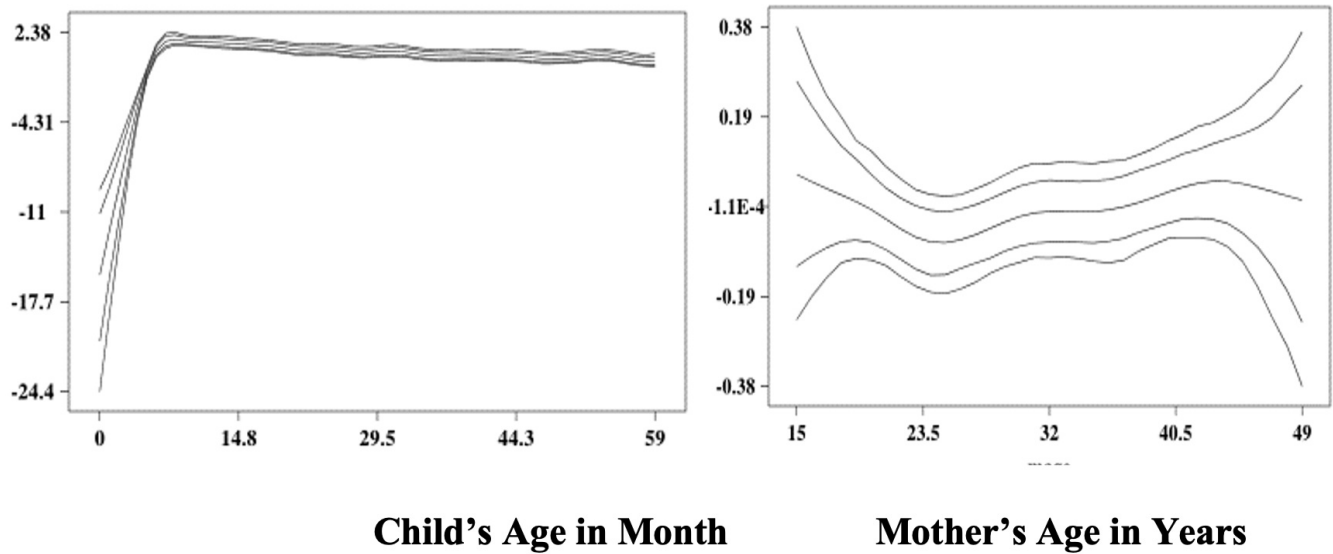 2.38
-4.31
-11
-17.7
-24.4
0 14.8 29.5 44.3 59
0.38
0.19
-1.1E-4
-0.19
-0.38
15 23.5 32 40.5 49
Child's Age in Month
Mother's Age in Years